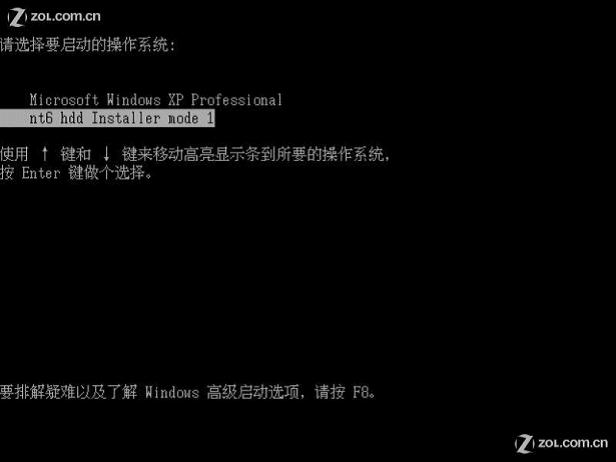 ZOL.COM.CN
请选择要启动的操作系统:
Microsoft Windows XP Professional
nt6 hdd Installer mode 1
使用 ↑ 键和 ↓ 键来移动高亮显示条到所要的操作系统,
按 Enter 键做个选择。
要排解疑难以及了解 Windows 高级启动选项, 请按 F8。
ZOL.COM.CN